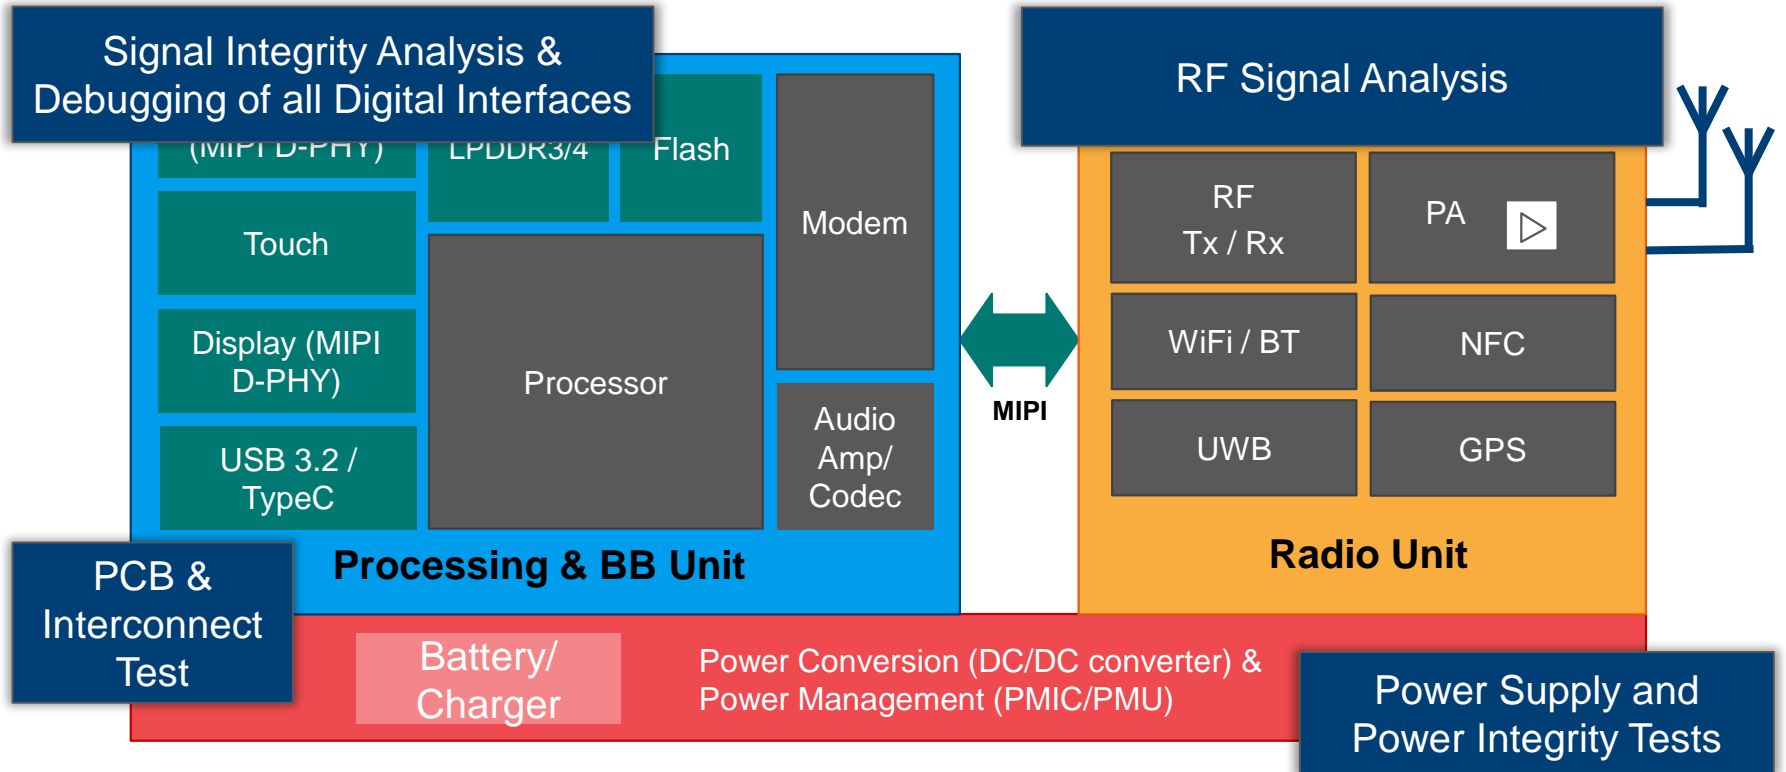 Signal Integrity Analysis &
Debugging of all Digital Interfaces
RF Signal Analysis
(MIPI D-PHY)
LPDDR3/4
Flash
Touch
Display (MIPI
D-PHY)
USB 3.2 /
TypeC
Processor
Modem
Audio
Amp/
Codec
Processing & BB Unit
MIPI
RF
Tx / Rx
PA
WiFi / BT
NFC
UWB
GPS
Radio Unit
PCB &
Interconnect
Test
Battery/
Charger
Power Conversion (DC/DC converter) &
Power Management (PMIC/PMU)
Power Supply and
Power Integrity Tests